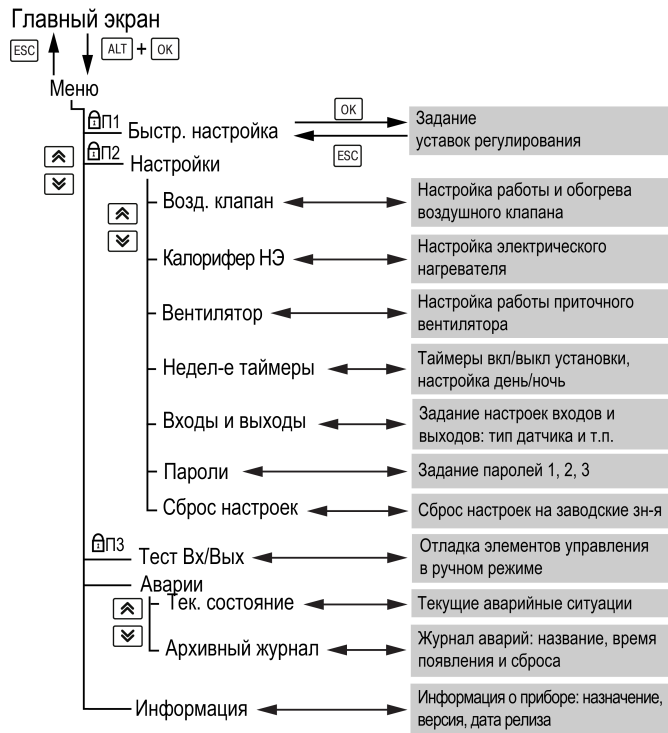 Главный экран
ESC ALT + OK
Меню
П1 Быстр. настройка OK ESC Задание
уставок регулирования
П2 Настройки
Возд. клапан Настройка работы и обогрева
воздушного клапана
Калорифер НЭ Настройка электрического
нагревателя
Вентилятор Настройка работы приточного
вентилятора
Недел-е таймеры Таймеры вкл/выкл установки,
настройка день/ночь
Входы и выходы Задание настроек входов и
выходов: тип датчика и т.п.
Пароли Задание паролей 1, 2, 3
Сброс настроек Сброс знстроек на заводские зн-я
П3 Тест Вх/Вых Отладка элементов управления
в ручном режиме
Аварии
Тек. состояние Текущие аварийные ситуации
Архивный журнал Журнал аварий: название, время
появления и сброса
Информация Информация о приборе: назначение,
версия, дата релиза